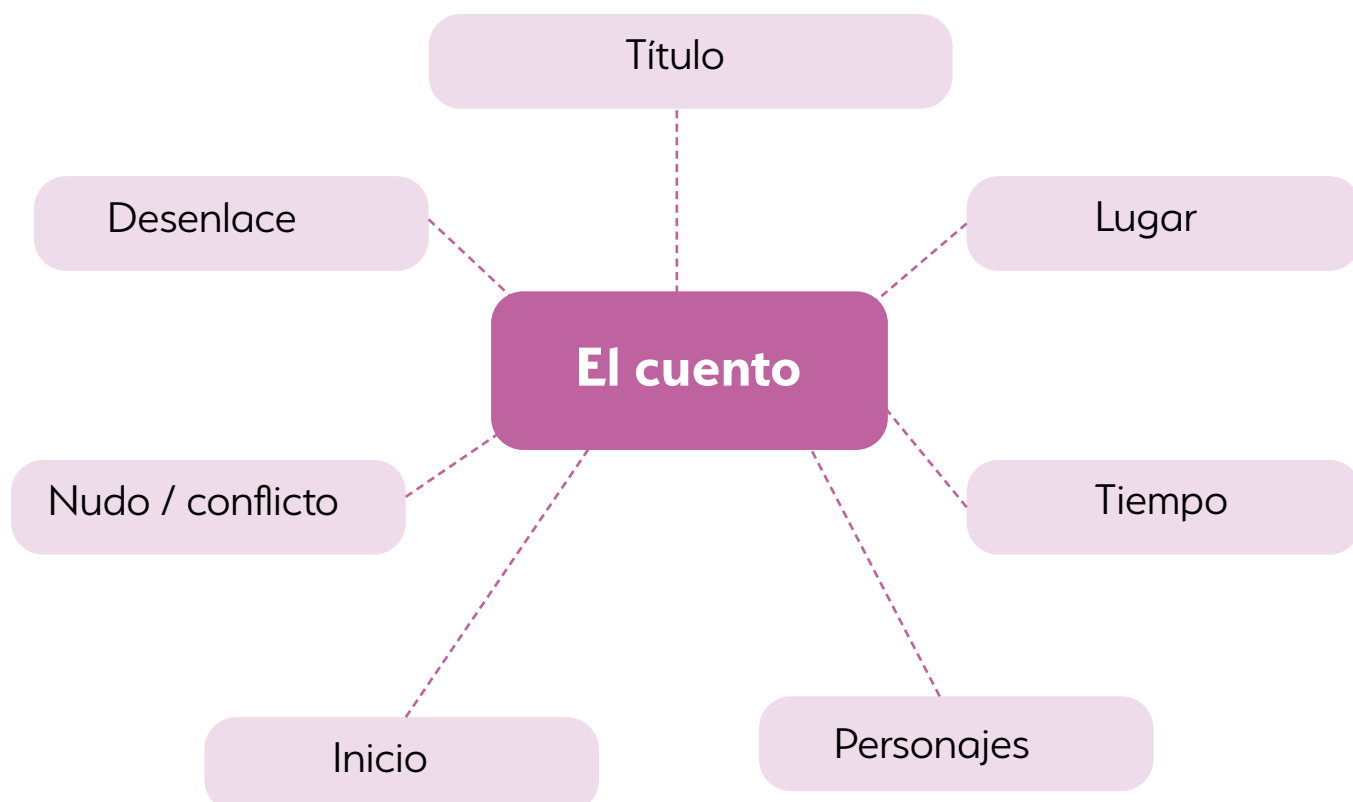 Título
Desenlace
Lugar
El cuento
Nudo / conflicto
Tiempo
Inicio
Personajes